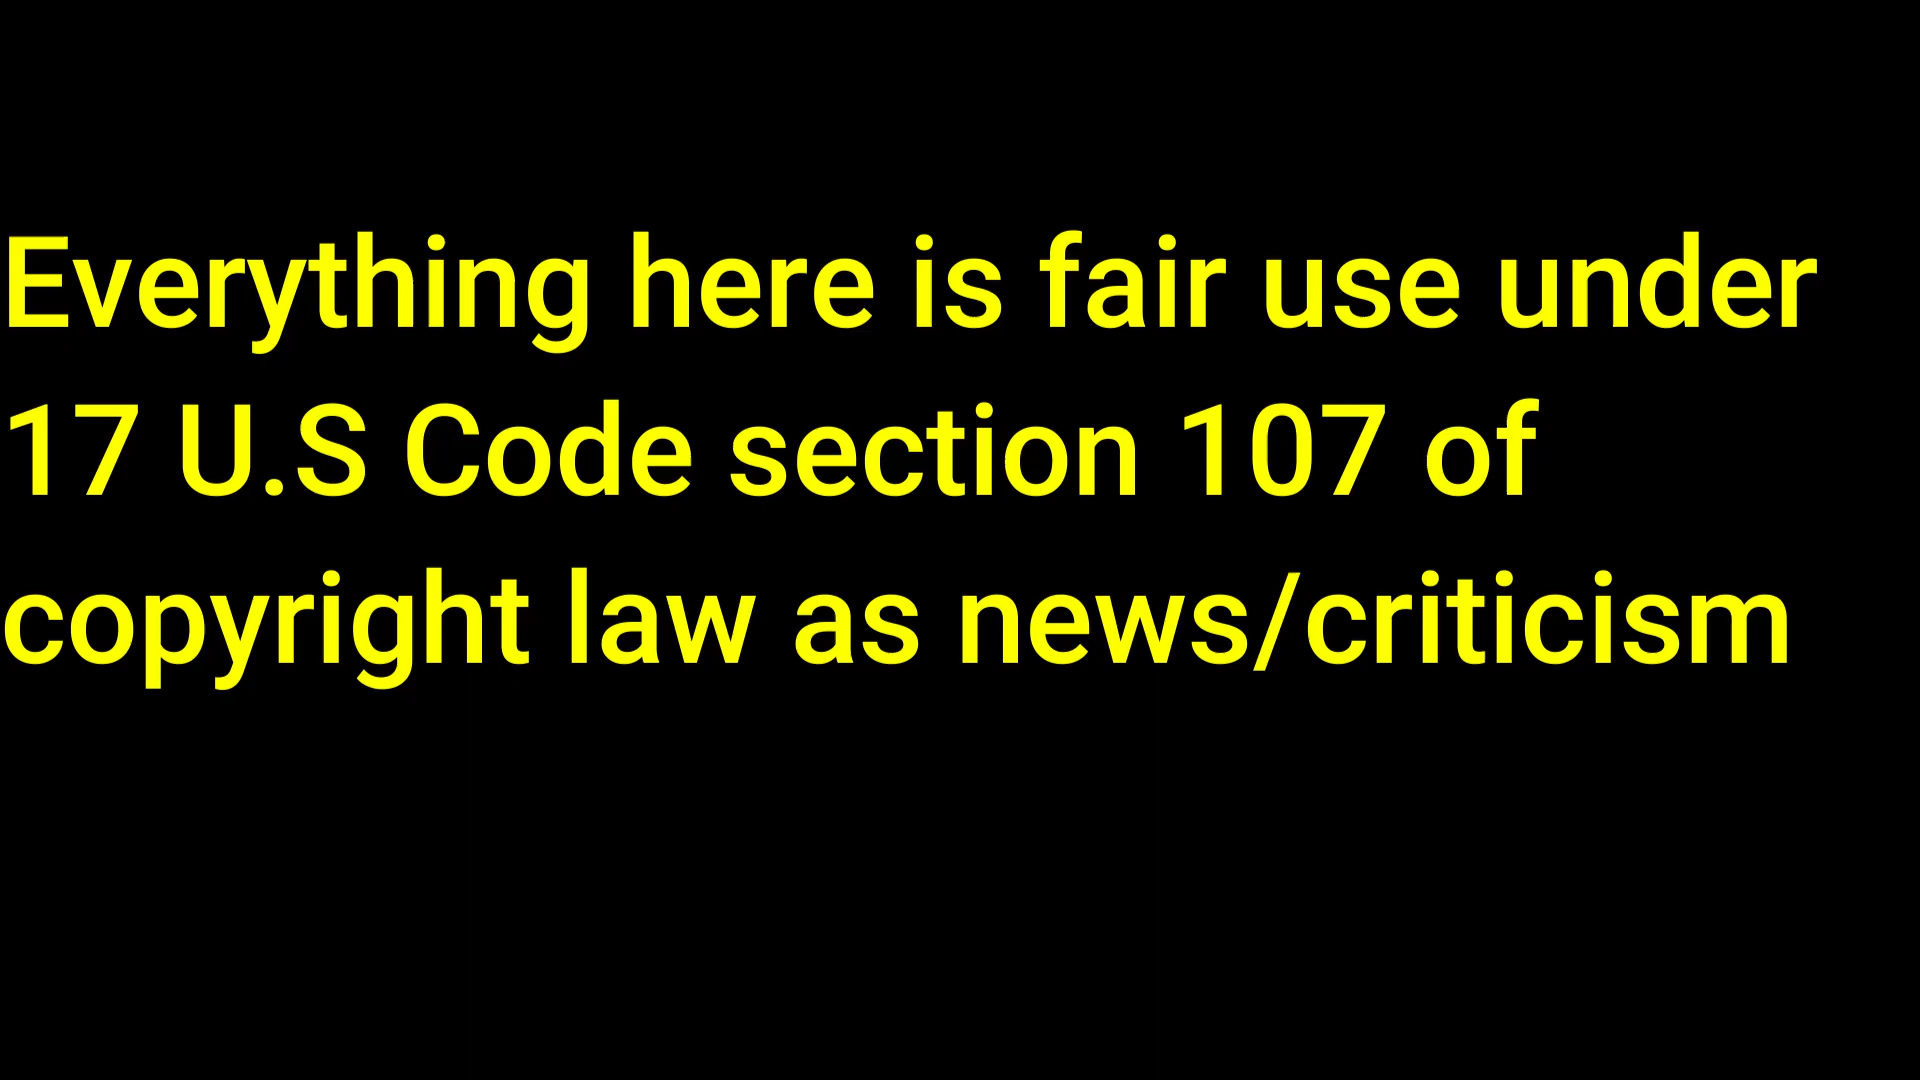 Everything here is fair use under
17 U.S Code section 107 of
copyright law as news/criticism